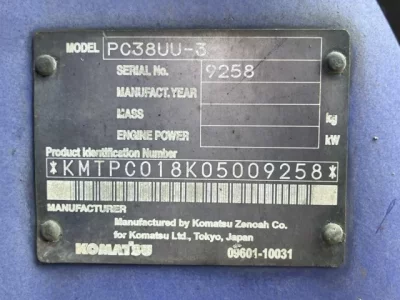 MODEL PC38UU-3
SERIAL No. 9258
MANUFACT.YEAR
MASS kg
ENGINE POWER kW
Product Identification Number
*KMTPC018K05009258*
MANUFACTURER
Manufactured by Komatsu Zenoah Co.
for Komatsu Ltd., Tokyo, Japan
KOMATSU 09601-10031